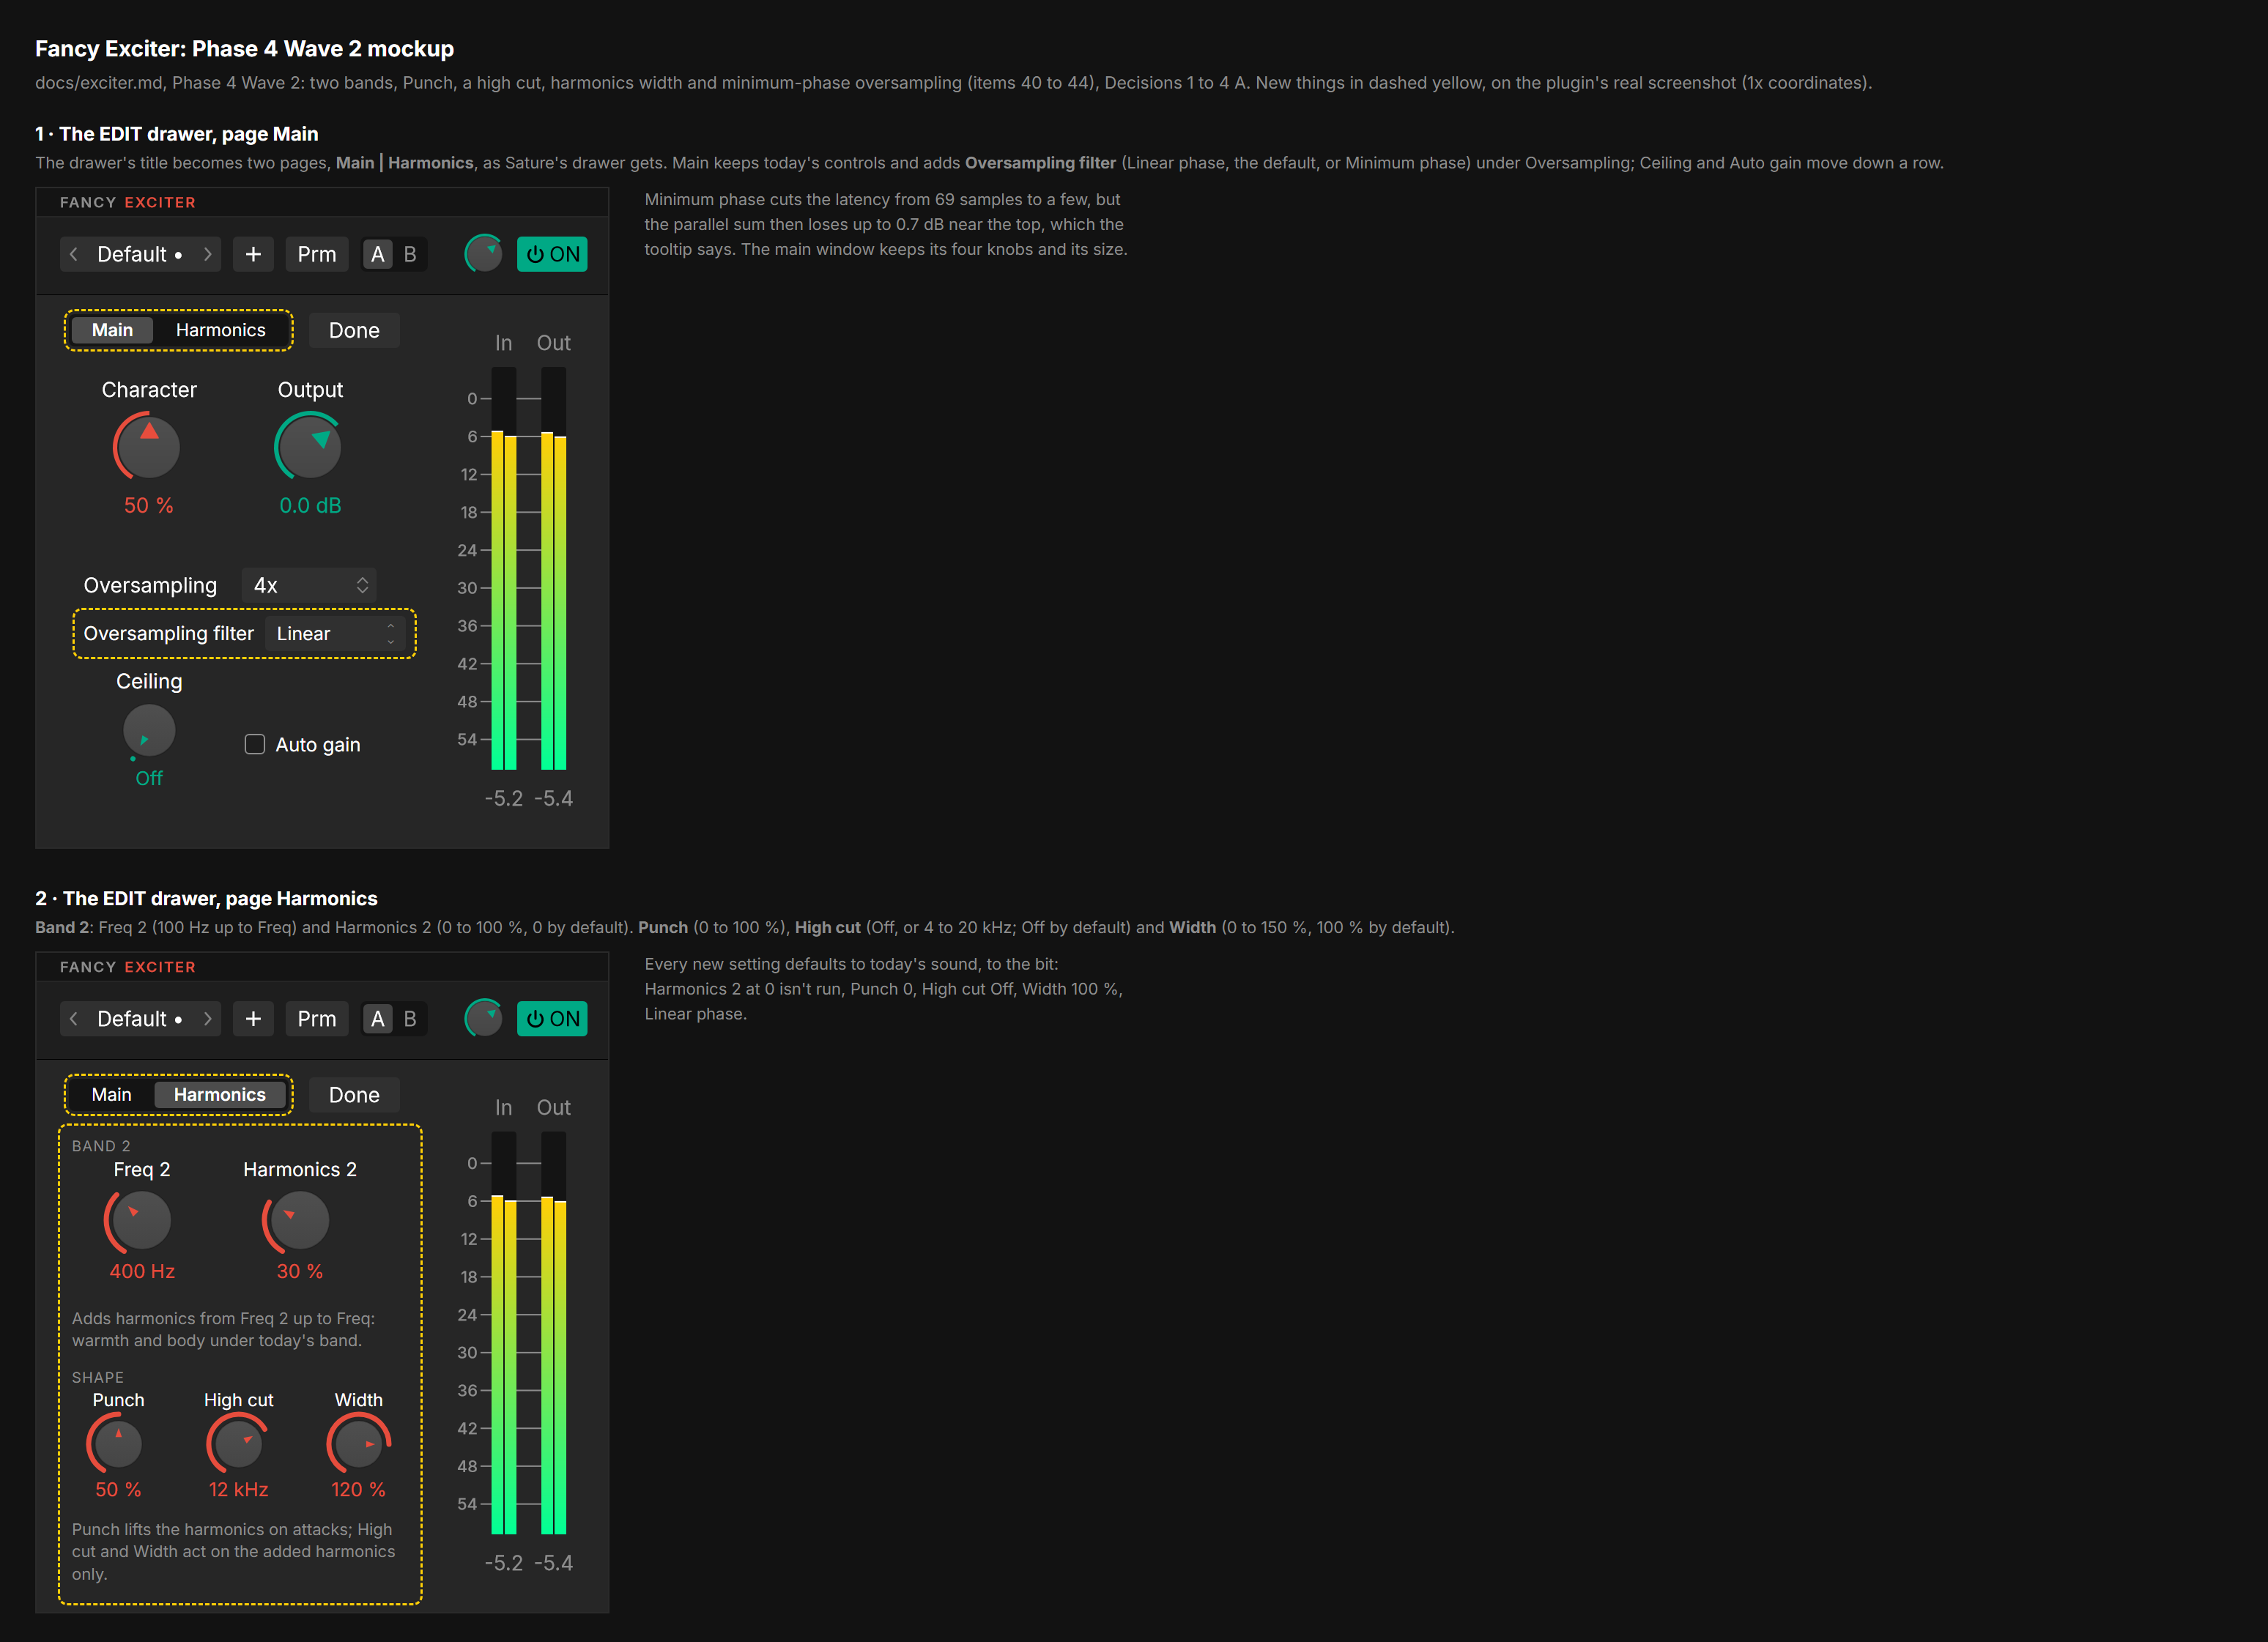 Fancy Exciter: Phase 4 Wave 2 mockup
docs/exciter.md, Phase 4 Wave 2: two bands, Punch, a high cut, harmonics width and minimum-phase oversampling (items 40 to 44), Decisions 1 to 4 A. New things in dashed yellow, on the plugin's real screenshot (1x coordinates).
1 · The EDIT drawer, page Main
The drawer's title becomes two pages, Main | Harmonics, as Sature's drawer gets. Main keeps today's controls and adds Oversampling filter (Linear phase, the default, or Minimum phase) under Oversampling; Ceiling and Auto gain move down a row.
FANCY EXCITER
Default • + Prm A B ON
Main Harmonics Done
In Out
Character Output
50 % 0.0 dB
Oversampling 4x
Oversampling filter Linear
Ceiling
Auto gain
Off
0
6
12
18
24
30
36
42
48
54
-5.2 -5.4
Minimum phase cuts the latency from 69 samples to a few, but
the parallel sum then loses up to 0.7 dB near the top, which the
tooltip says. The main window keeps its four knobs and its size.
2 · The EDIT drawer, page Harmonics
Band 2: Freq 2 (100 Hz up to Freq) and Harmonics 2 (0 to 100 %, 0 by default). Punch (0 to 100 %), High cut (Off, or 4 to 20 kHz; Off by default) and Width (0 to 150 %, 100 % by default).
FANCY EXCITER
Default • + Prm A B ON
Main Harmonics Done
In Out
BAND 2
Freq 2 Harmonics 2
400 Hz 30 %
Adds harmonics from Freq 2 up to Freq:
warmth and body under today's band.
SHAPE
Punch High cut Width
50 % 12 kHz 120 %
Punch lifts the harmonics on attacks; High
cut and Width act on the added harmonics
only.
0
6
12
18
24
30
36
42
48
54
-5.2 -5.4
Every new setting defaults to today's sound, to the bit:
Harmonics 2 at 0 isn't run, Punch 0, High cut Off, Width 100 %,
Linear phase.